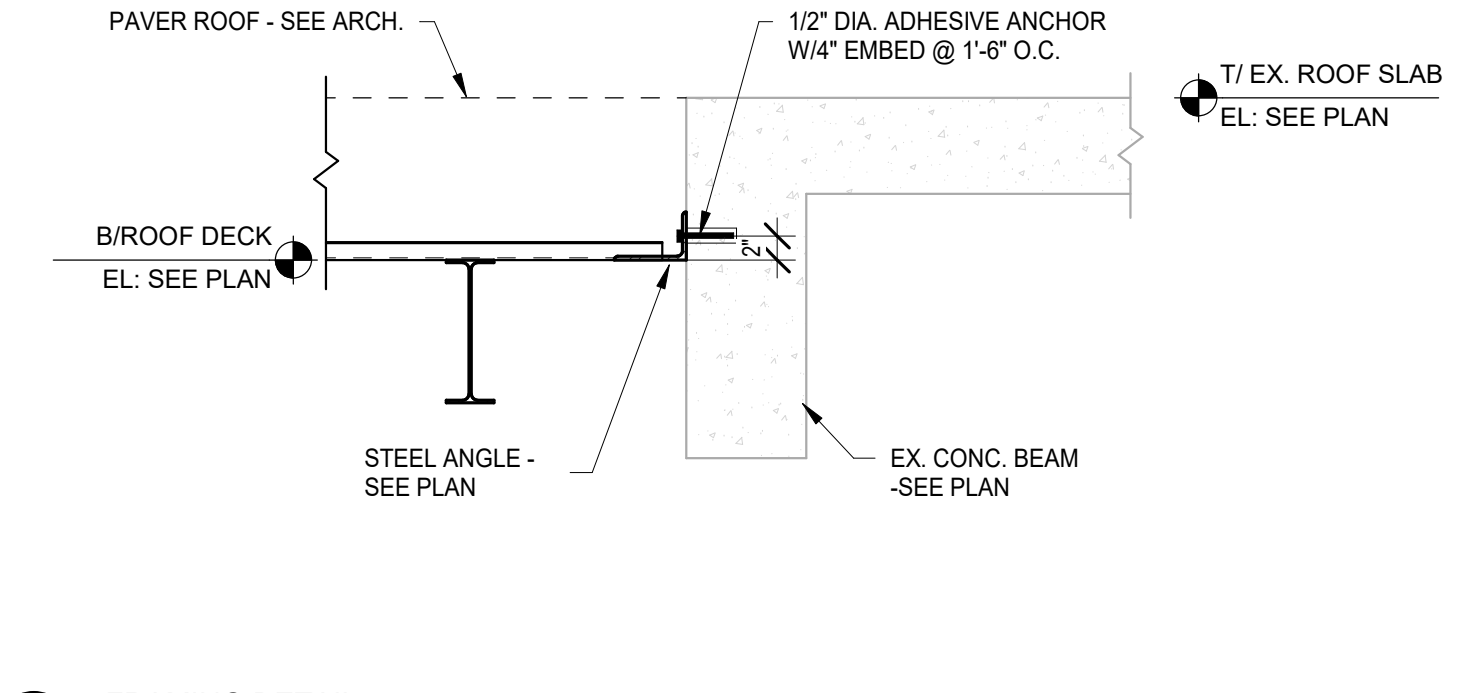 PAVER ROOF - SEE ARCH.
1/2" DIA. ADHESIVE ANCHOR
W/4" EMBED @ 1'-6" O.C.
T/ EX. ROOF SLAB
EL: SEE PLAN
B/ROOF DECK
EL: SEE PLAN
2"
STEEL ANGLE -
SEE PLAN
EX. CONC. BEAM
-SEE PLAN